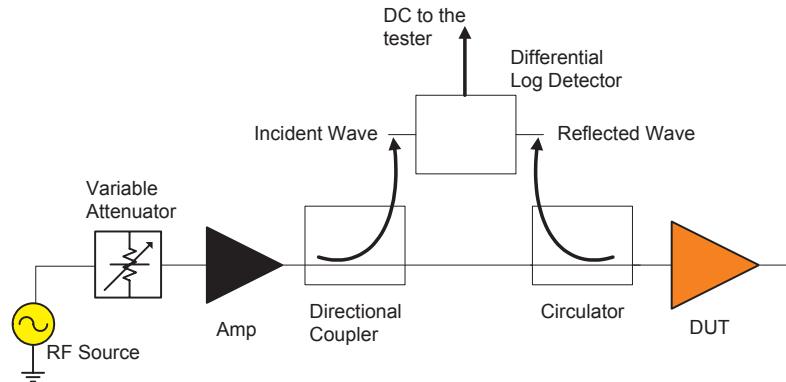 DC to the
tester
Differential
Log Detector
Incident Wave
Reflected Wave
Variable
Attenuator
Amp
Directional
Coupler
Circulator
DUT
RF Source